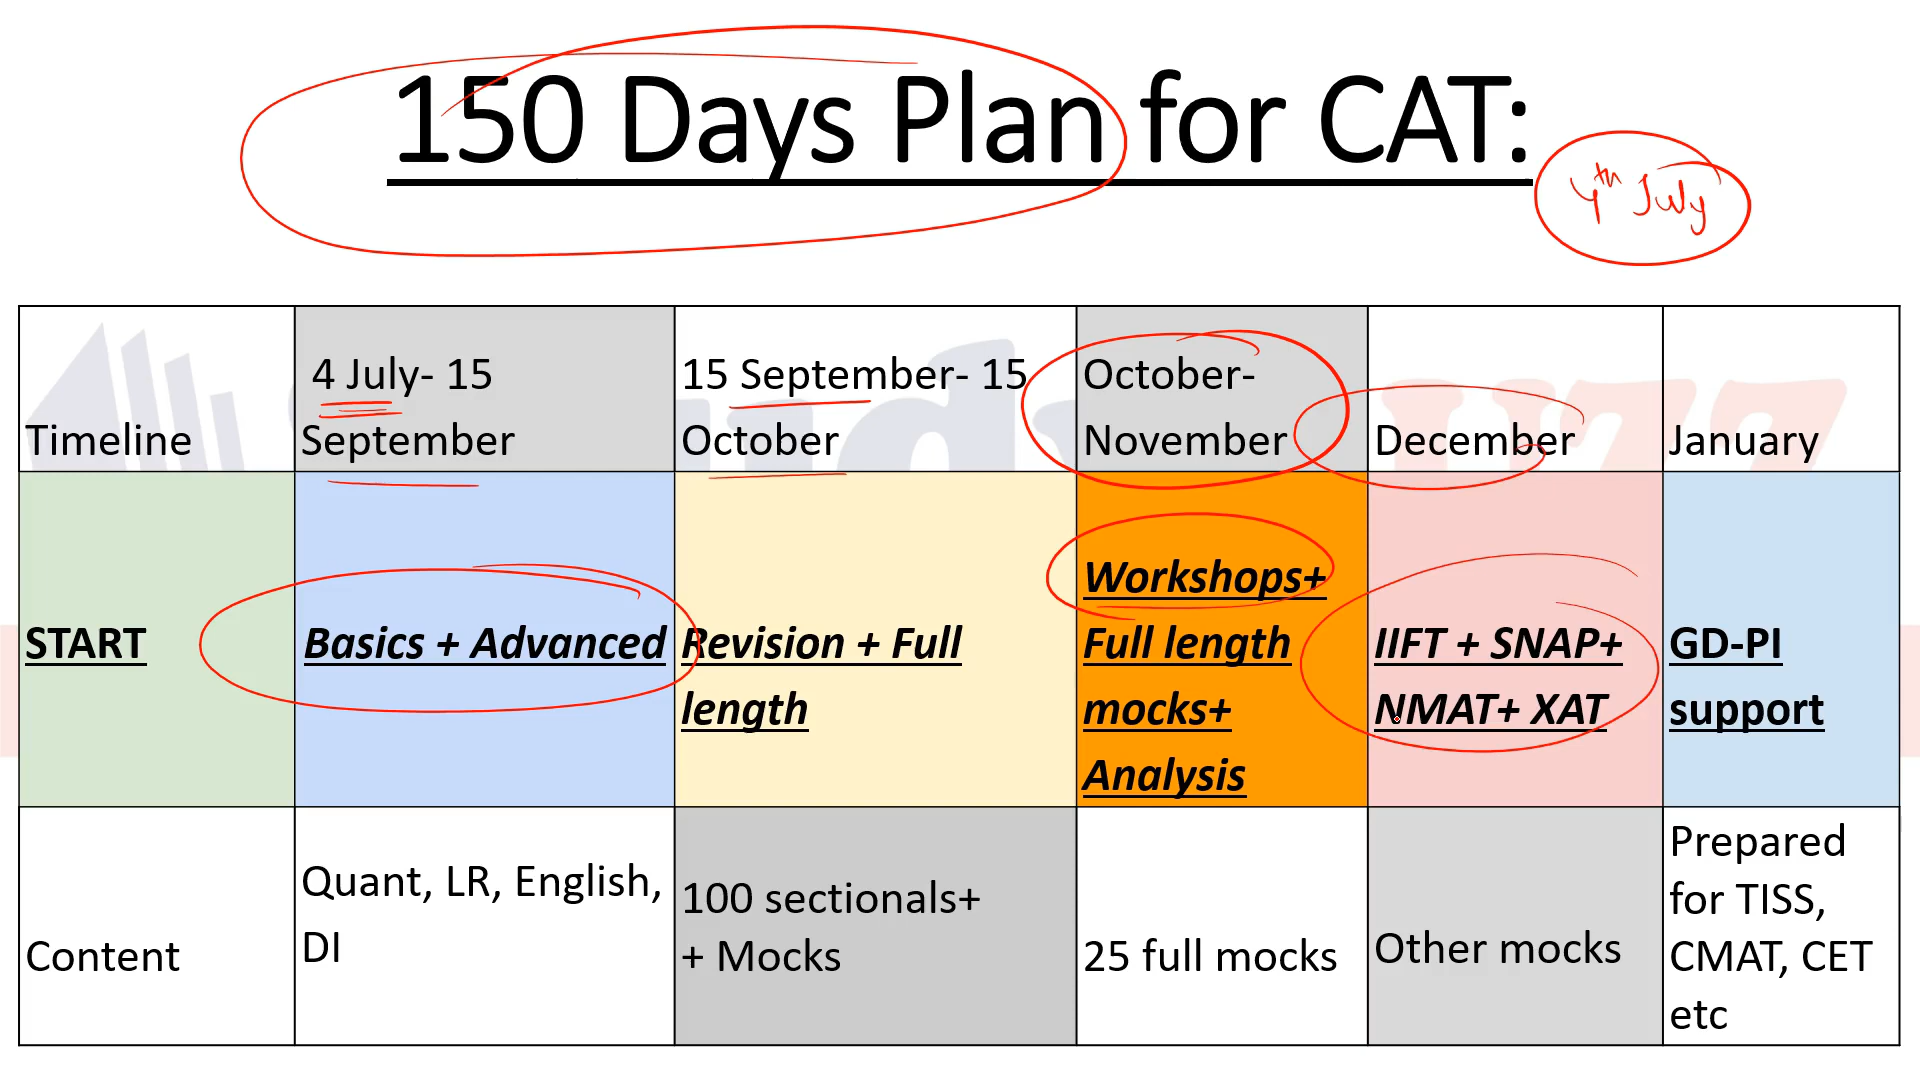 150 Days Plan for CAT:
4th July
Timeline
4 July- 15
September
15 September- 15
October
October-
November
December
January
START
Basics + Advanced
Revision + Full
length
Workshops+
Full length
mocks+
Analysis
IIFT + SNAP+
NMAT+ XAT
GD-PI
support
Content
Quant, LR, English,
DI
100 sectionals+
+ Mocks
25 full mocks
Other mocks
Prepared
for TISS,
CMAT, CET
etc